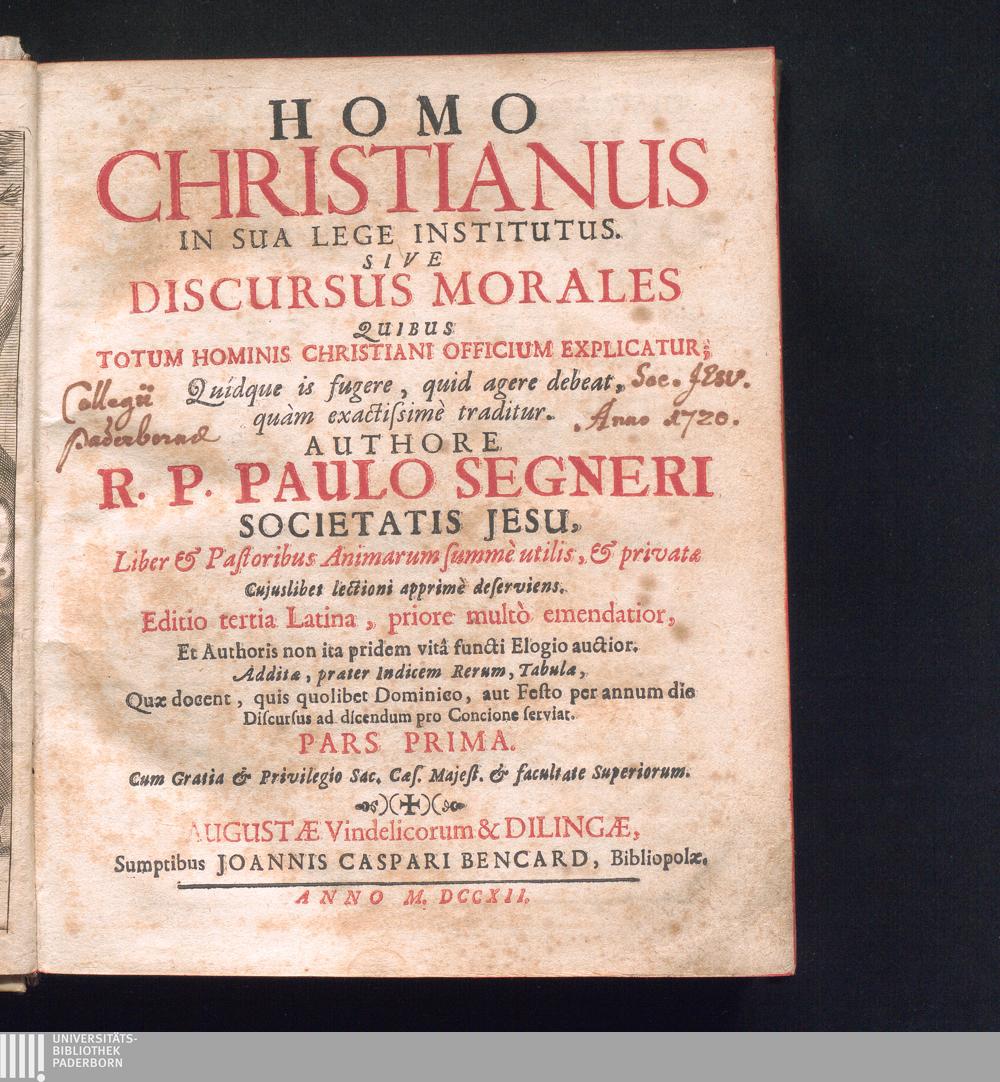 HOMO
CHRISTIANUS
IN SUA LEGE INSTITUTUS.
SIVE
DISCURSUS MORALES
QUIBUS
TOTUM HOMINIS CHRISTIANI OFFICIUM EXPLICATUR;
Collegii Quídque is fugere, quid agere debeat, Soc. JEsu.
Paderbornæ quàm exactiſsimè traditur. Anno 1720.
AUTHORE
R. P. PAULO SEGNERI
SOCIETATIS JESU,
Liber & Paſtoribus Animarum ſummè utilis, & privatæ
Cujuslibet lectioni apprimè deſerviens.
Editio tertia Latina, priore multò emendatior,
Et Authoris non ita pridem vitâ functi Elogio auctior.
Additæ, præter Indicem Rerum, Tabulæ,
Quæ docent, quis quolibet Dominico, aut Feſto per annum die
Diſcurſus ad dicendum pro Concione ſerviat.
PARS PRIMA.
Cum Gratia & Privilegio Sac. Cæſ. Majeſt. & facultate Superiorum.
AUGUSTÆ Vindelicorum & DILINGÆ,
Sumptibus JOANNIS CASPARI BENCARD, Bibliopolæ.
ANNO M. DCCXII.
UNIVERSITÄTS-
BIBLIOTHEK
PADERBORN